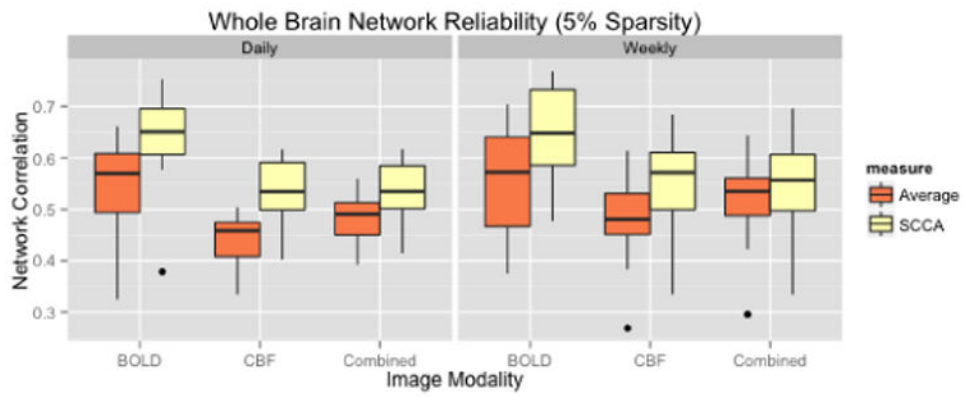 Whole Brain Network Reliability (5% Sparsity)
Daily
Weekly
Network Correlation
0.7
0.6
0.5
0.4
0.3
BOLD
CBF
Combined
BOLD
CBF
Combined
Image Modality
measure
Average
SCCA